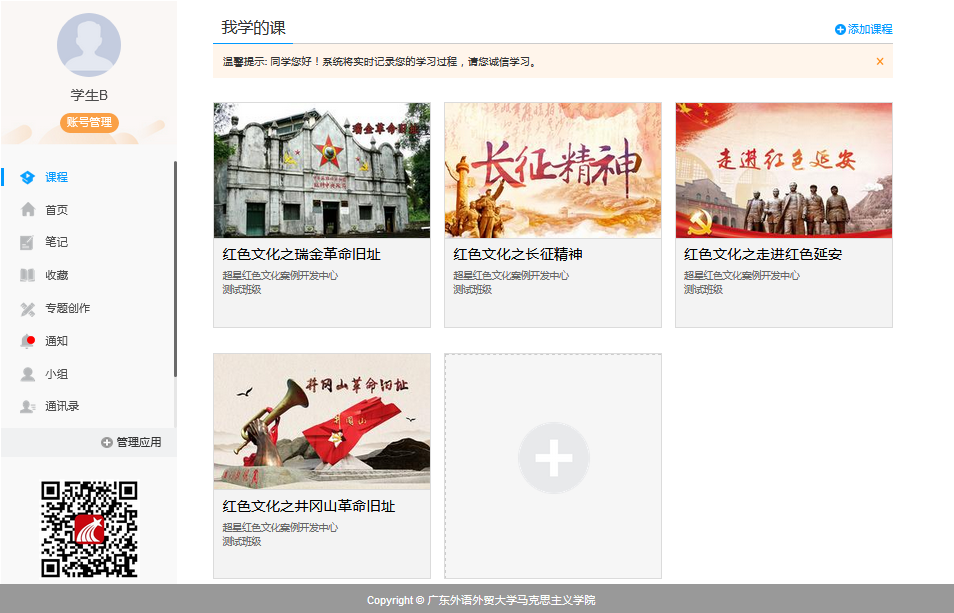 学生B
账号管理
课程
首页
笔记
收藏
专题创作
通知
小组
通讯录
管理应用
我学的课
添加课程
温馨提示: 同学您好！系统将实时记录您的学习过程，请您诚信学习。
瑞金革命旧址
红色文化之瑞金革命旧址
超星红色文化案例开发中心
测试班级
长征精神
红色文化之长征精神
超星红色文化案例开发中心
测试班级
走进红色延安
红色文化之走进红色延安
超星红色文化案例开发中心
测试班级
井冈山革命旧址
井冈山
红色文化之井冈山革命旧址
超星红色文化案例开发中心
测试班级
Copyright © 广东外语外贸大学马克思主义学院